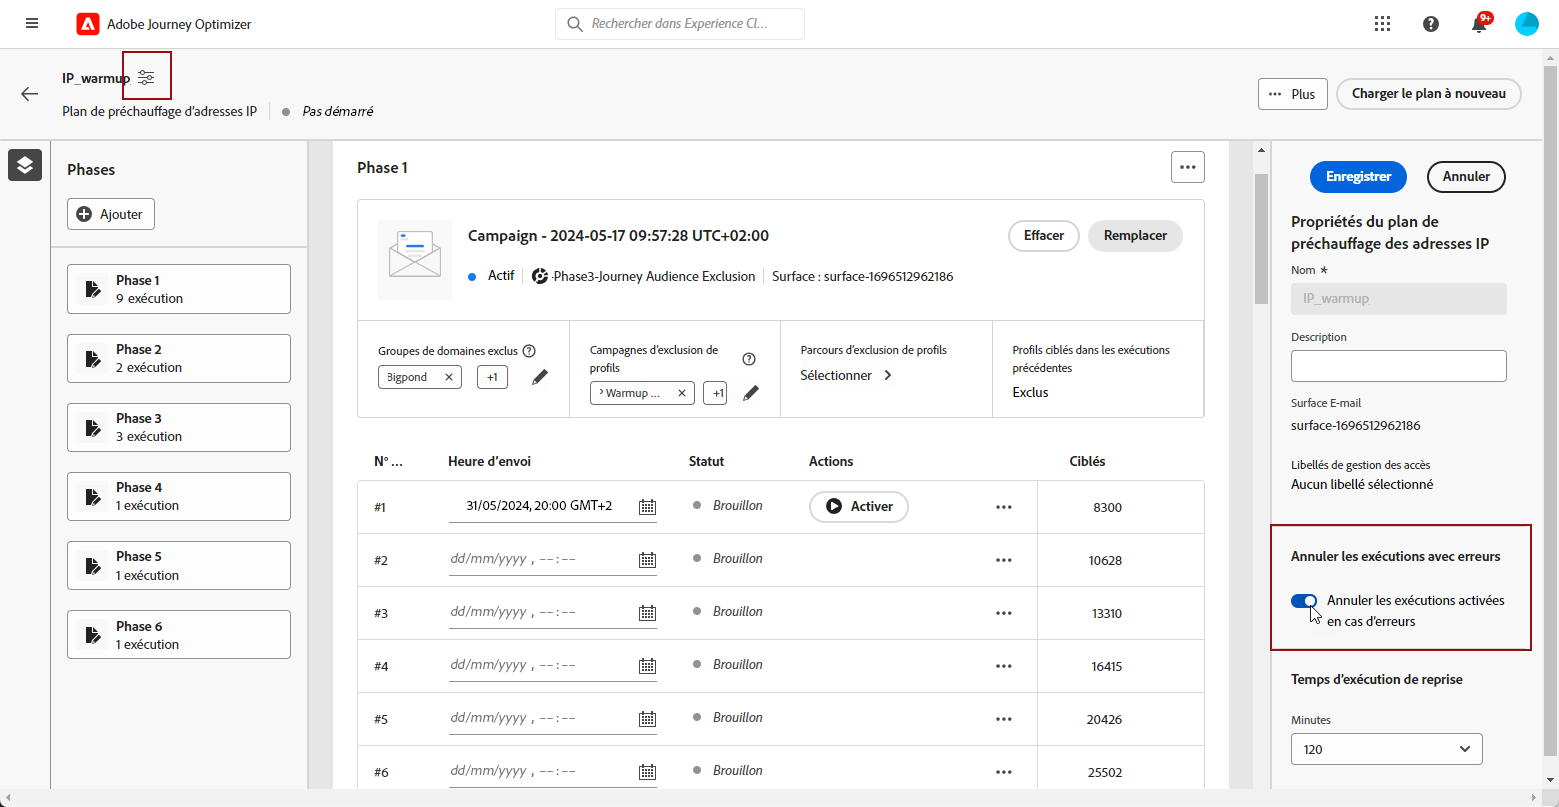 Adobe Journey Optimizer
Rechercher dans Experience Cl...
9+
IP_warmup
Plan de préchauffage d'adresses IP
Pas démarré
Plus
Charger le plan à nouveau
Phases
Ajouter
Phase 1
9 exécution
Phase 2
2 exécution
Phase 3
3 exécution
Phase 4
1 exécution
Phase 5
1 exécution
Phase 6
1 exécution
Phase 1
Campaign - 2024-05-17 09:57:28 UTC+02:00
Effacer
Remplacer
Actif
Phase3-Journey Audience Exclusion
Surface : surface-1696512962186
Groupes de domaines exclus
Bigpond
+1
Campagnes d'exclusion de
profils
Warmup ...
+1
Parcours d'exclusion de profils
Sélectionner
Profils ciblés dans les exécutions
précédentes
Exclus
N° ... Heure d'envoi Statut Actions Ciblés
#1 31/05/2024, 20:00 GMT+2 Brouillon Activer 8300
#2 dd/mm/yyyy , --:-- Brouillon 10628
#3 dd/mm/yyyy , --:-- Brouillon 13310
#4 dd/mm/yyyy , --:-- Brouillon 16415
#5 dd/mm/yyyy , --:-- Brouillon 20426
#6 dd/mm/yyyy , --:-- Brouillon 25502
Enregistrer
Annuler
Propriétés du plan de
préchauffage des adresses IP
Nom *
IP_warmup
Description
Surface E-mail
surface-1696512962186
Libellés de gestion des accès
Aucun libellé sélectionné
Annuler les exécutions avec erreurs
Annuler les exécutions activées
en cas d'erreurs
Temps d'exécution de reprise
Minutes
120